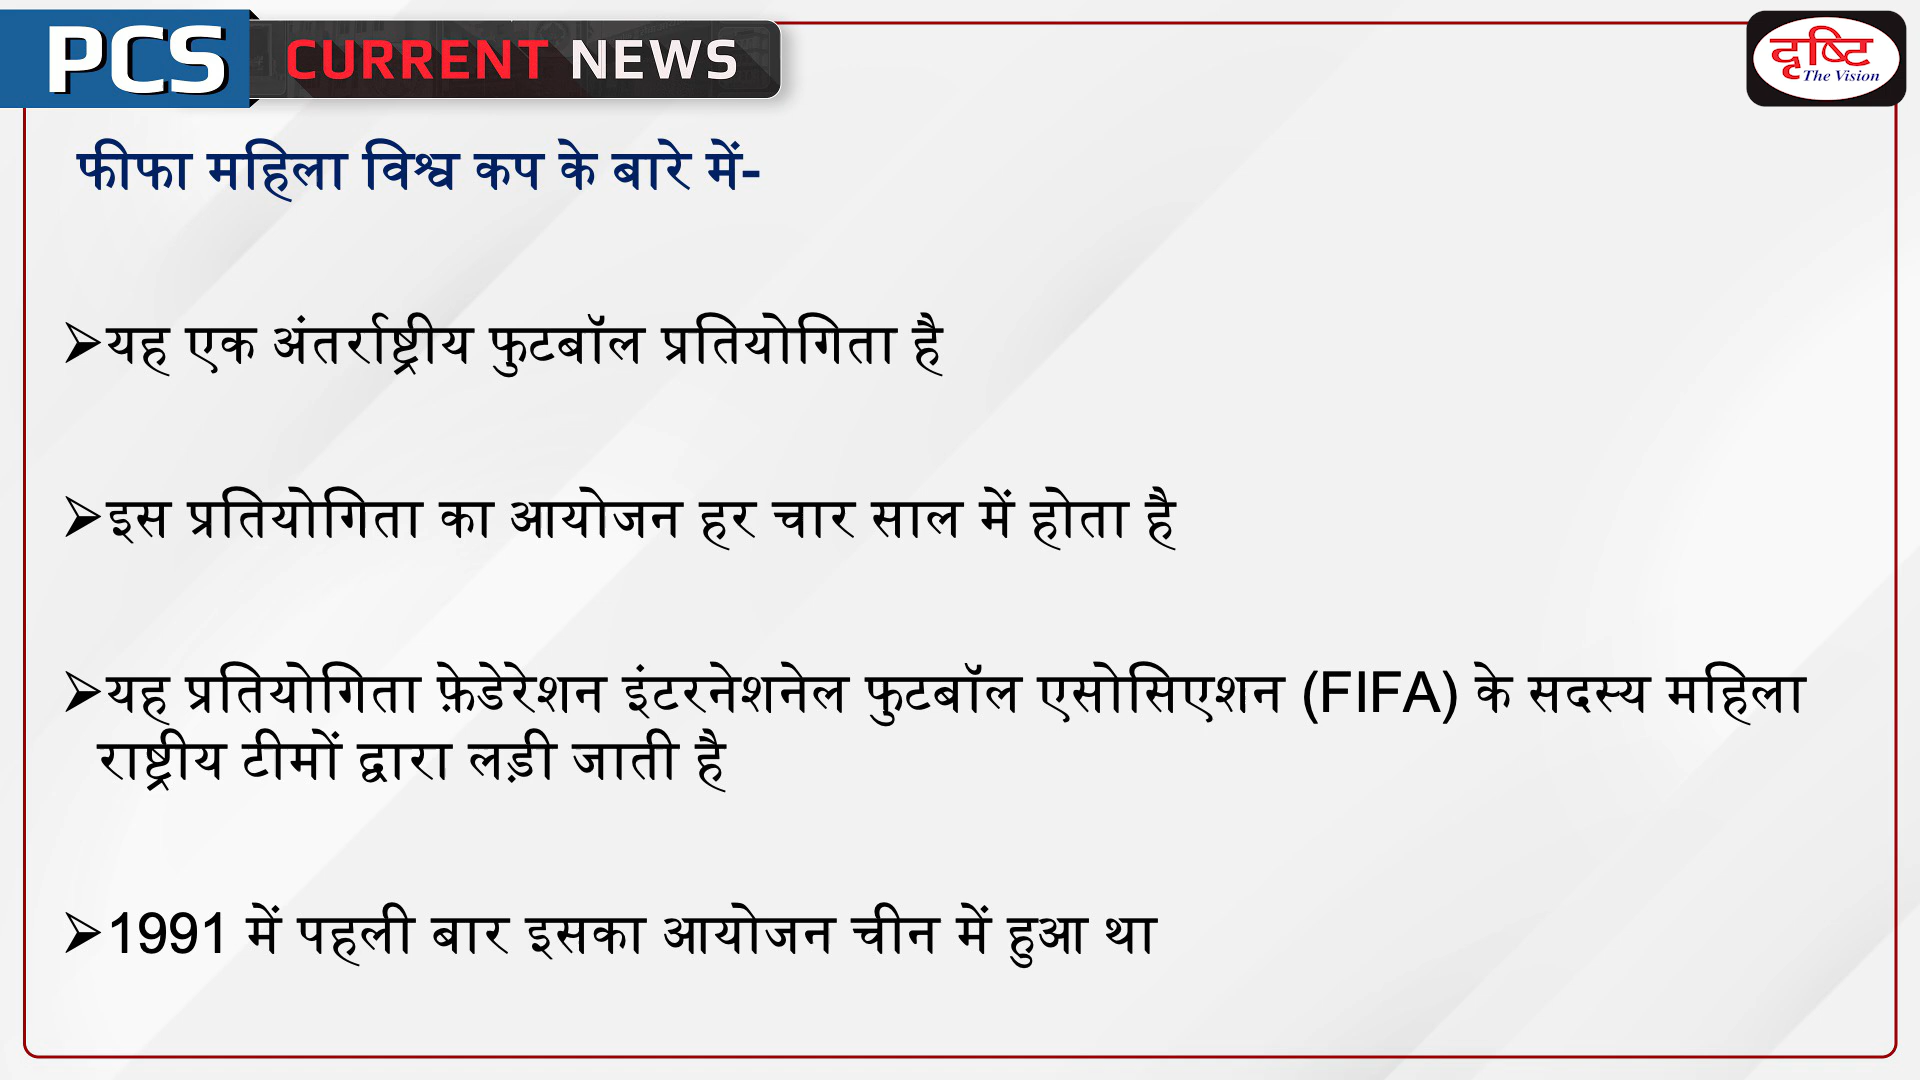 PCS CURRENT NEWS
दृष्टि
The Vision
फीफा महिला विश्व कप के बारे में-
➢यह एक अंतर्राष्ट्रीय फुटबॉल प्रतियोगिता है
➢इस प्रतियोगिता का आयोजन हर चार साल में होता है
➢यह प्रतियोगिता फ़ेडेरेशन इंटरनेशनेल फुटबॉल एसोसिएशन (FIFA) के सदस्य महिला
राष्ट्रीय टीमों द्वारा लड़ी जाती है
➢1991 में पहली बार इसका आयोजन चीन में हुआ था